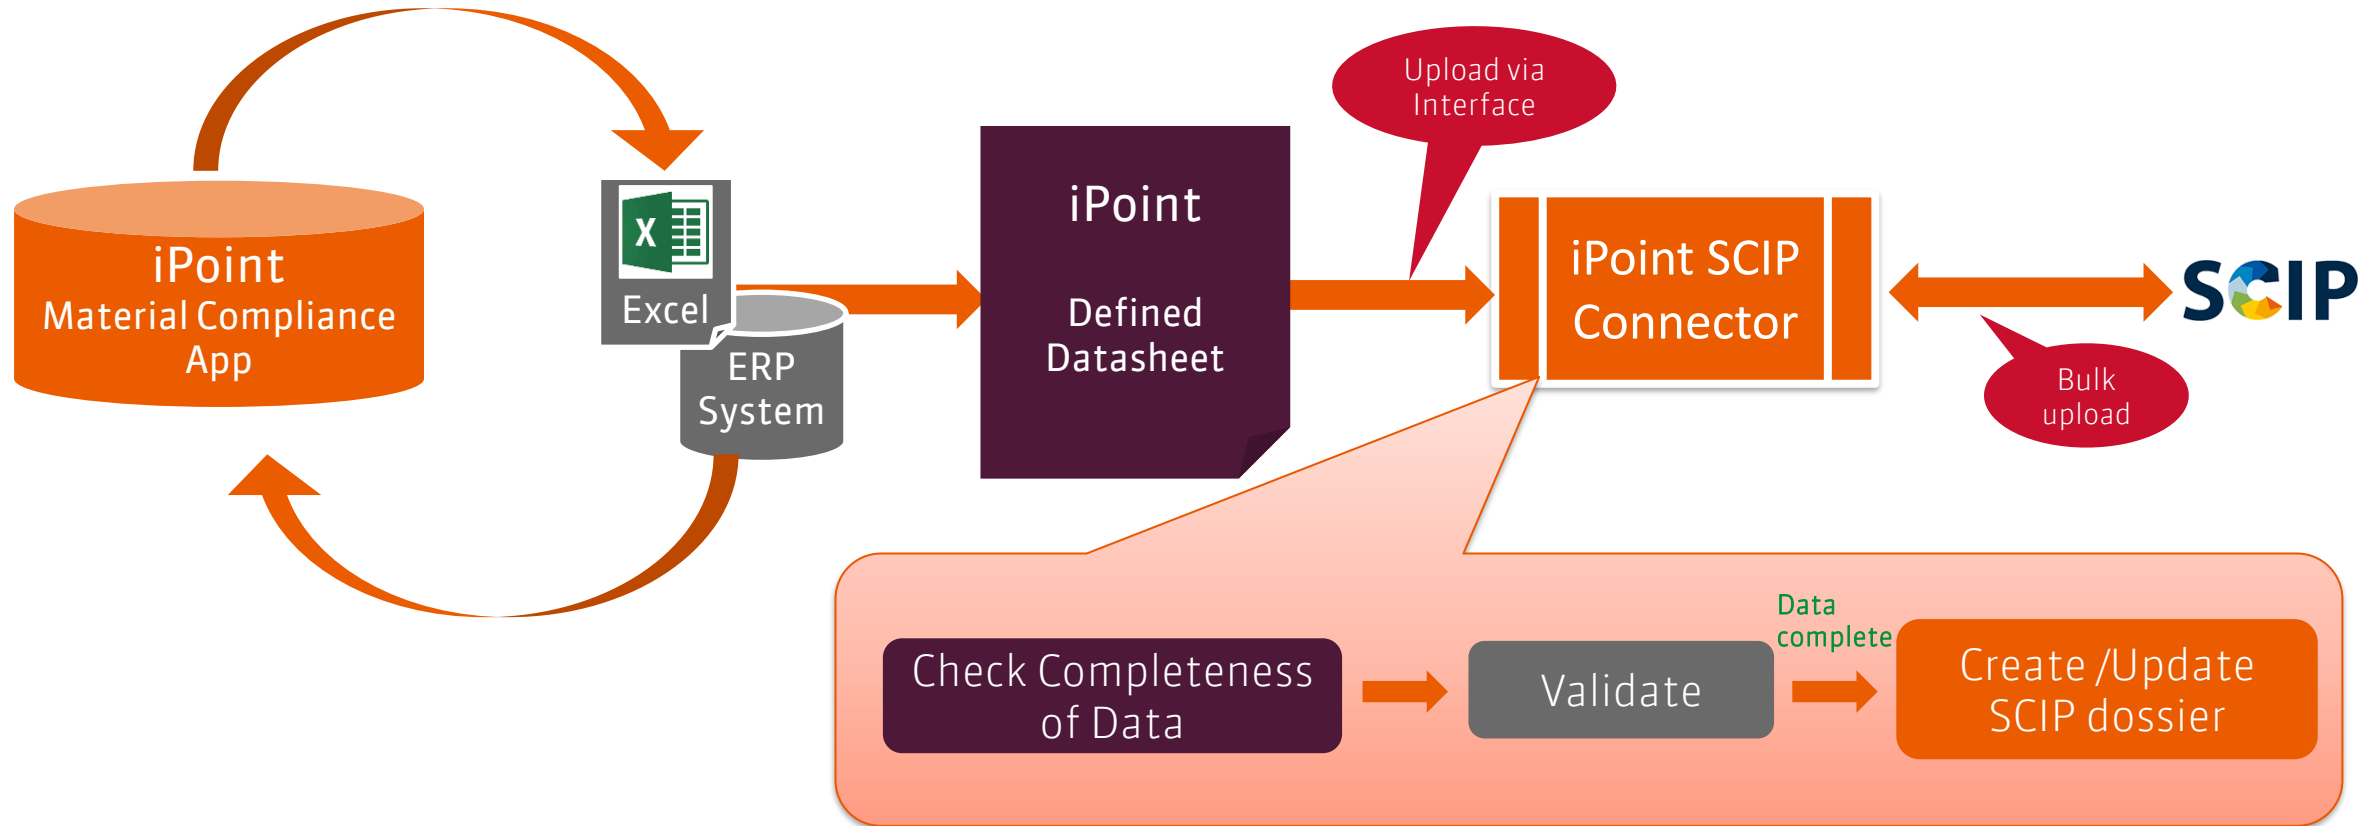 iPoint
Material Compliance
App
X
Excel
ERP
System
iPoint
Defined
Datasheet
Upload via
Interface
iPoint SCIP
Connector
SCIP
Bulk
upload
Check Completeness
of Data
Validate
Data
complete
Create /Update
SCIP dossier